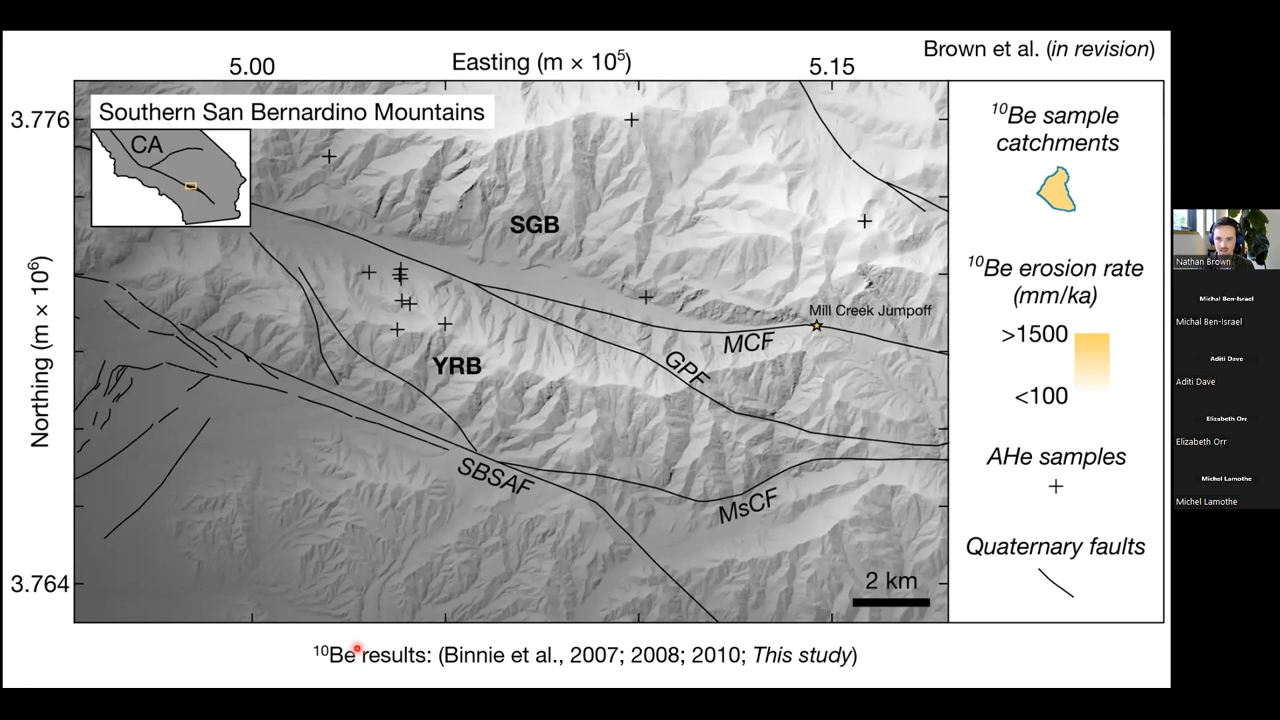 Brown et al. (in revision)
Easting (m × 10⁵)
5.00
5.15
Southern San Bernardino Mountains
CA
3.776
Northing (m × 10⁶)
3.764
SGB
YRB
Mill Creek Jumpoff
MCF
GPF
SBSAF
MsCF
2 km
¹⁰Be sample
catchments
¹⁰Be erosion rate
(mm/ka)
>1500
<100
AHe samples
Quaternary faults
¹⁰Be results: (Binnie et al., 2007; 2008; 2010; This study)
Nathan Brown
Michal Ben-Israel
Michal Ben-Israel
Aditi Dave
Aditi Dave
Elizabeth Orr
Elizabeth Orr
Michel Lamothe
Michel Lamothe